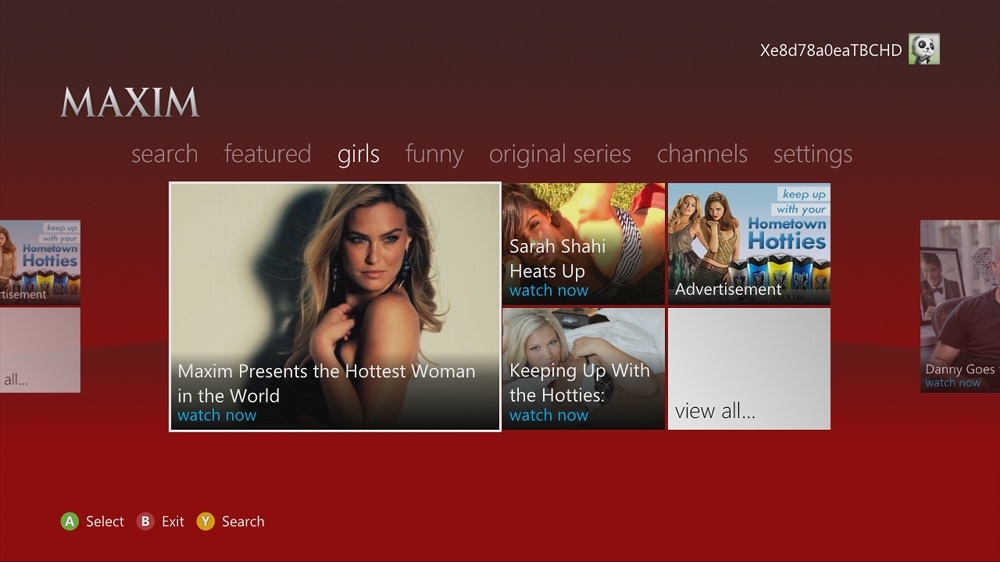 Xe8d78a0eaTBCHD
MAXIM
search featured girls funny original series channels settings
keep up
with your
Hometown
Hotties
tisement
all...
Maxim Presents the Hottest Woman
in the World
watch now
Sarah Shahi
Heats Up
watch now
keep up
with your
Hometown
Hotties
MAXIM
Advertisement
Keeping Up With
the Hotties:
watch now
view all...
Danny Goes
watch now
A Select B Exit Y Search